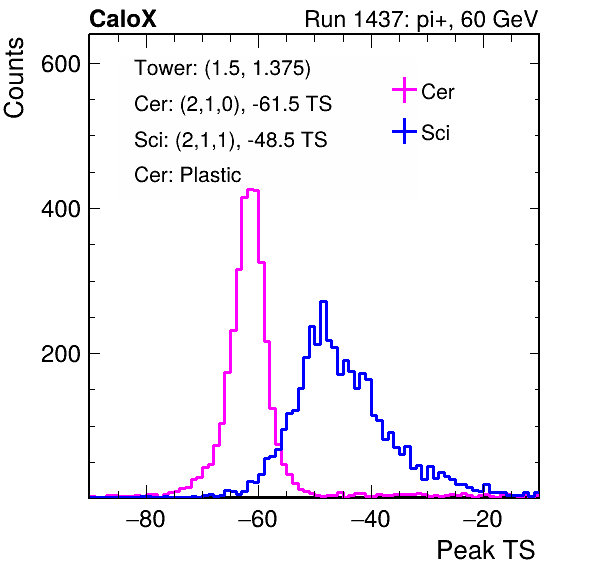 CaloX Run 1437: pi+, 60 GeV
Counts
Tower: (1.5, 1.375)
Cer: (2,1,0), -61.5 TS
Sci: (2,1,1), -48.5 TS
Cer: Plastic
Cer
Sci
600
400
200
−80 −60 −40 −20
Peak TS